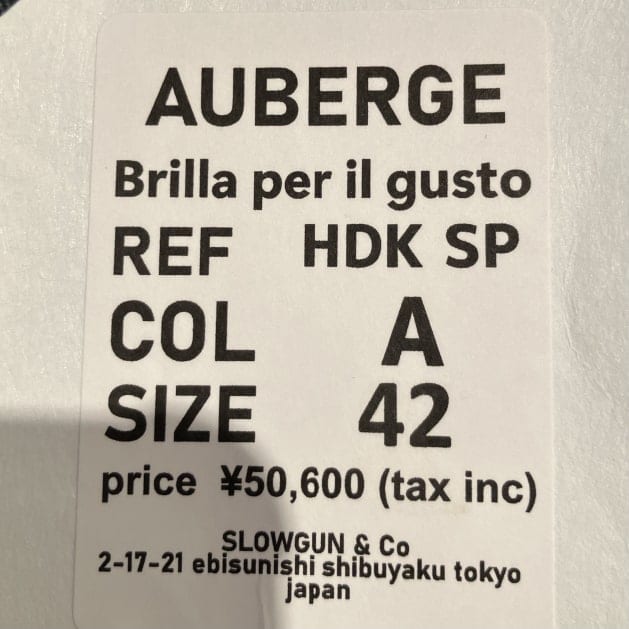 AUBERGE
Brilla per il gusto
REF HDK SP
COL A
SIZE 42
price ¥50,600 (tax inc)
SLOWGUN & Co
2-17-21 ebisunishi shibuyaku tokyo
japan